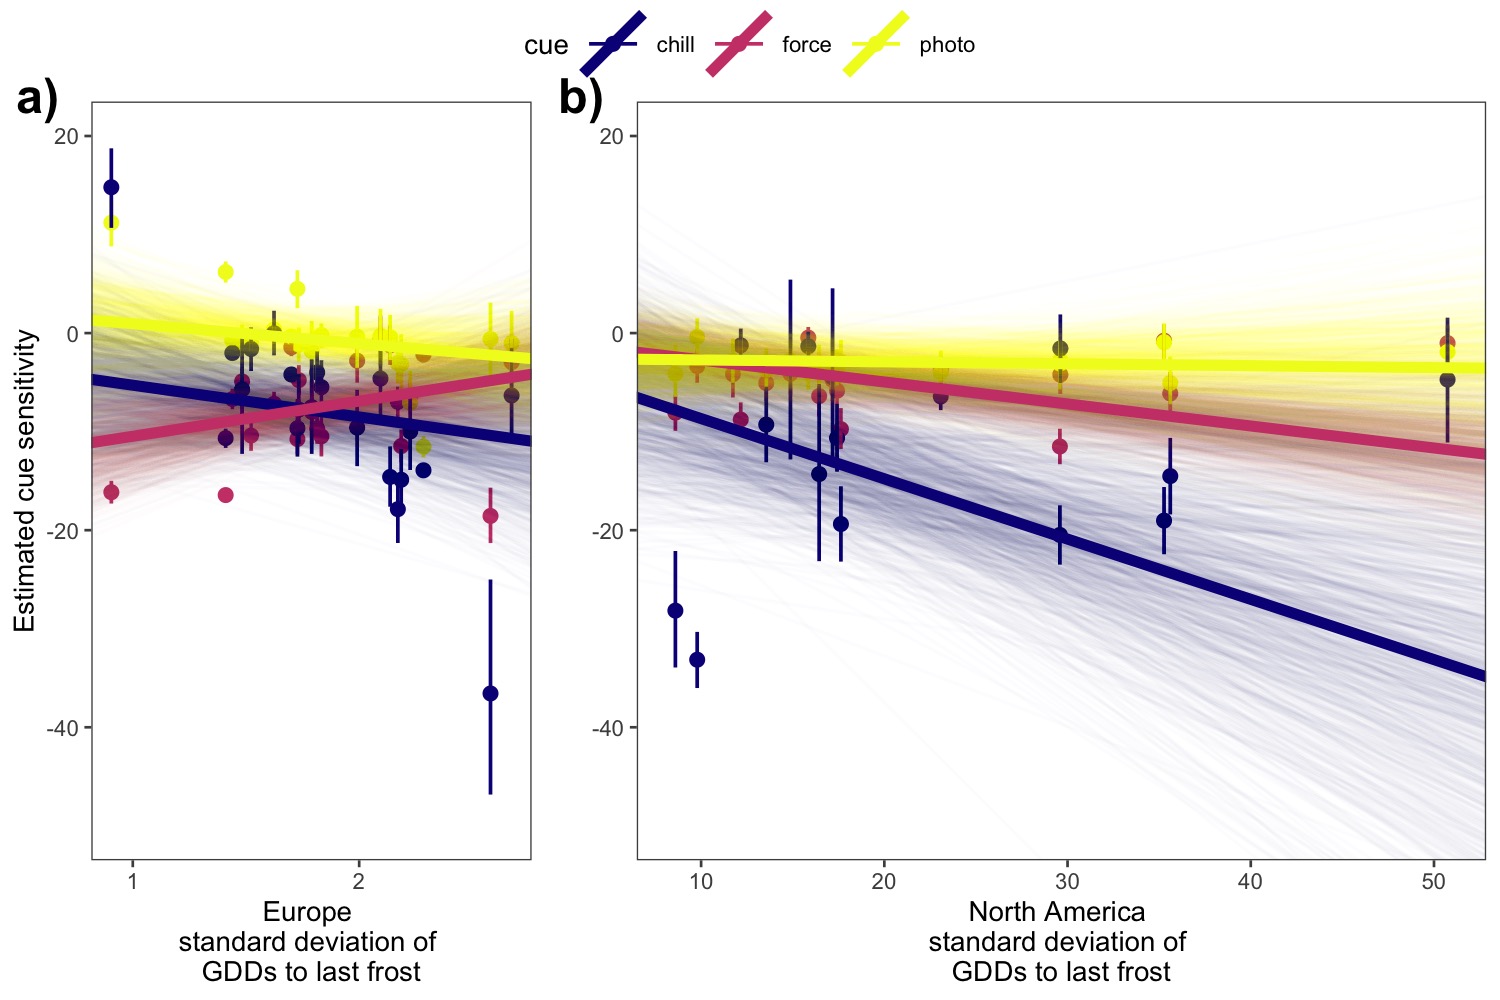 cue chill force photo
a)
b)
Estimated cue sensitivity
20
0
-20
-40
1 2
Europe
standard deviation of
GDDs to last frost
20
0
-20
-40
10 20 30 40 50
North America
standard deviation of
GDDs to last frost